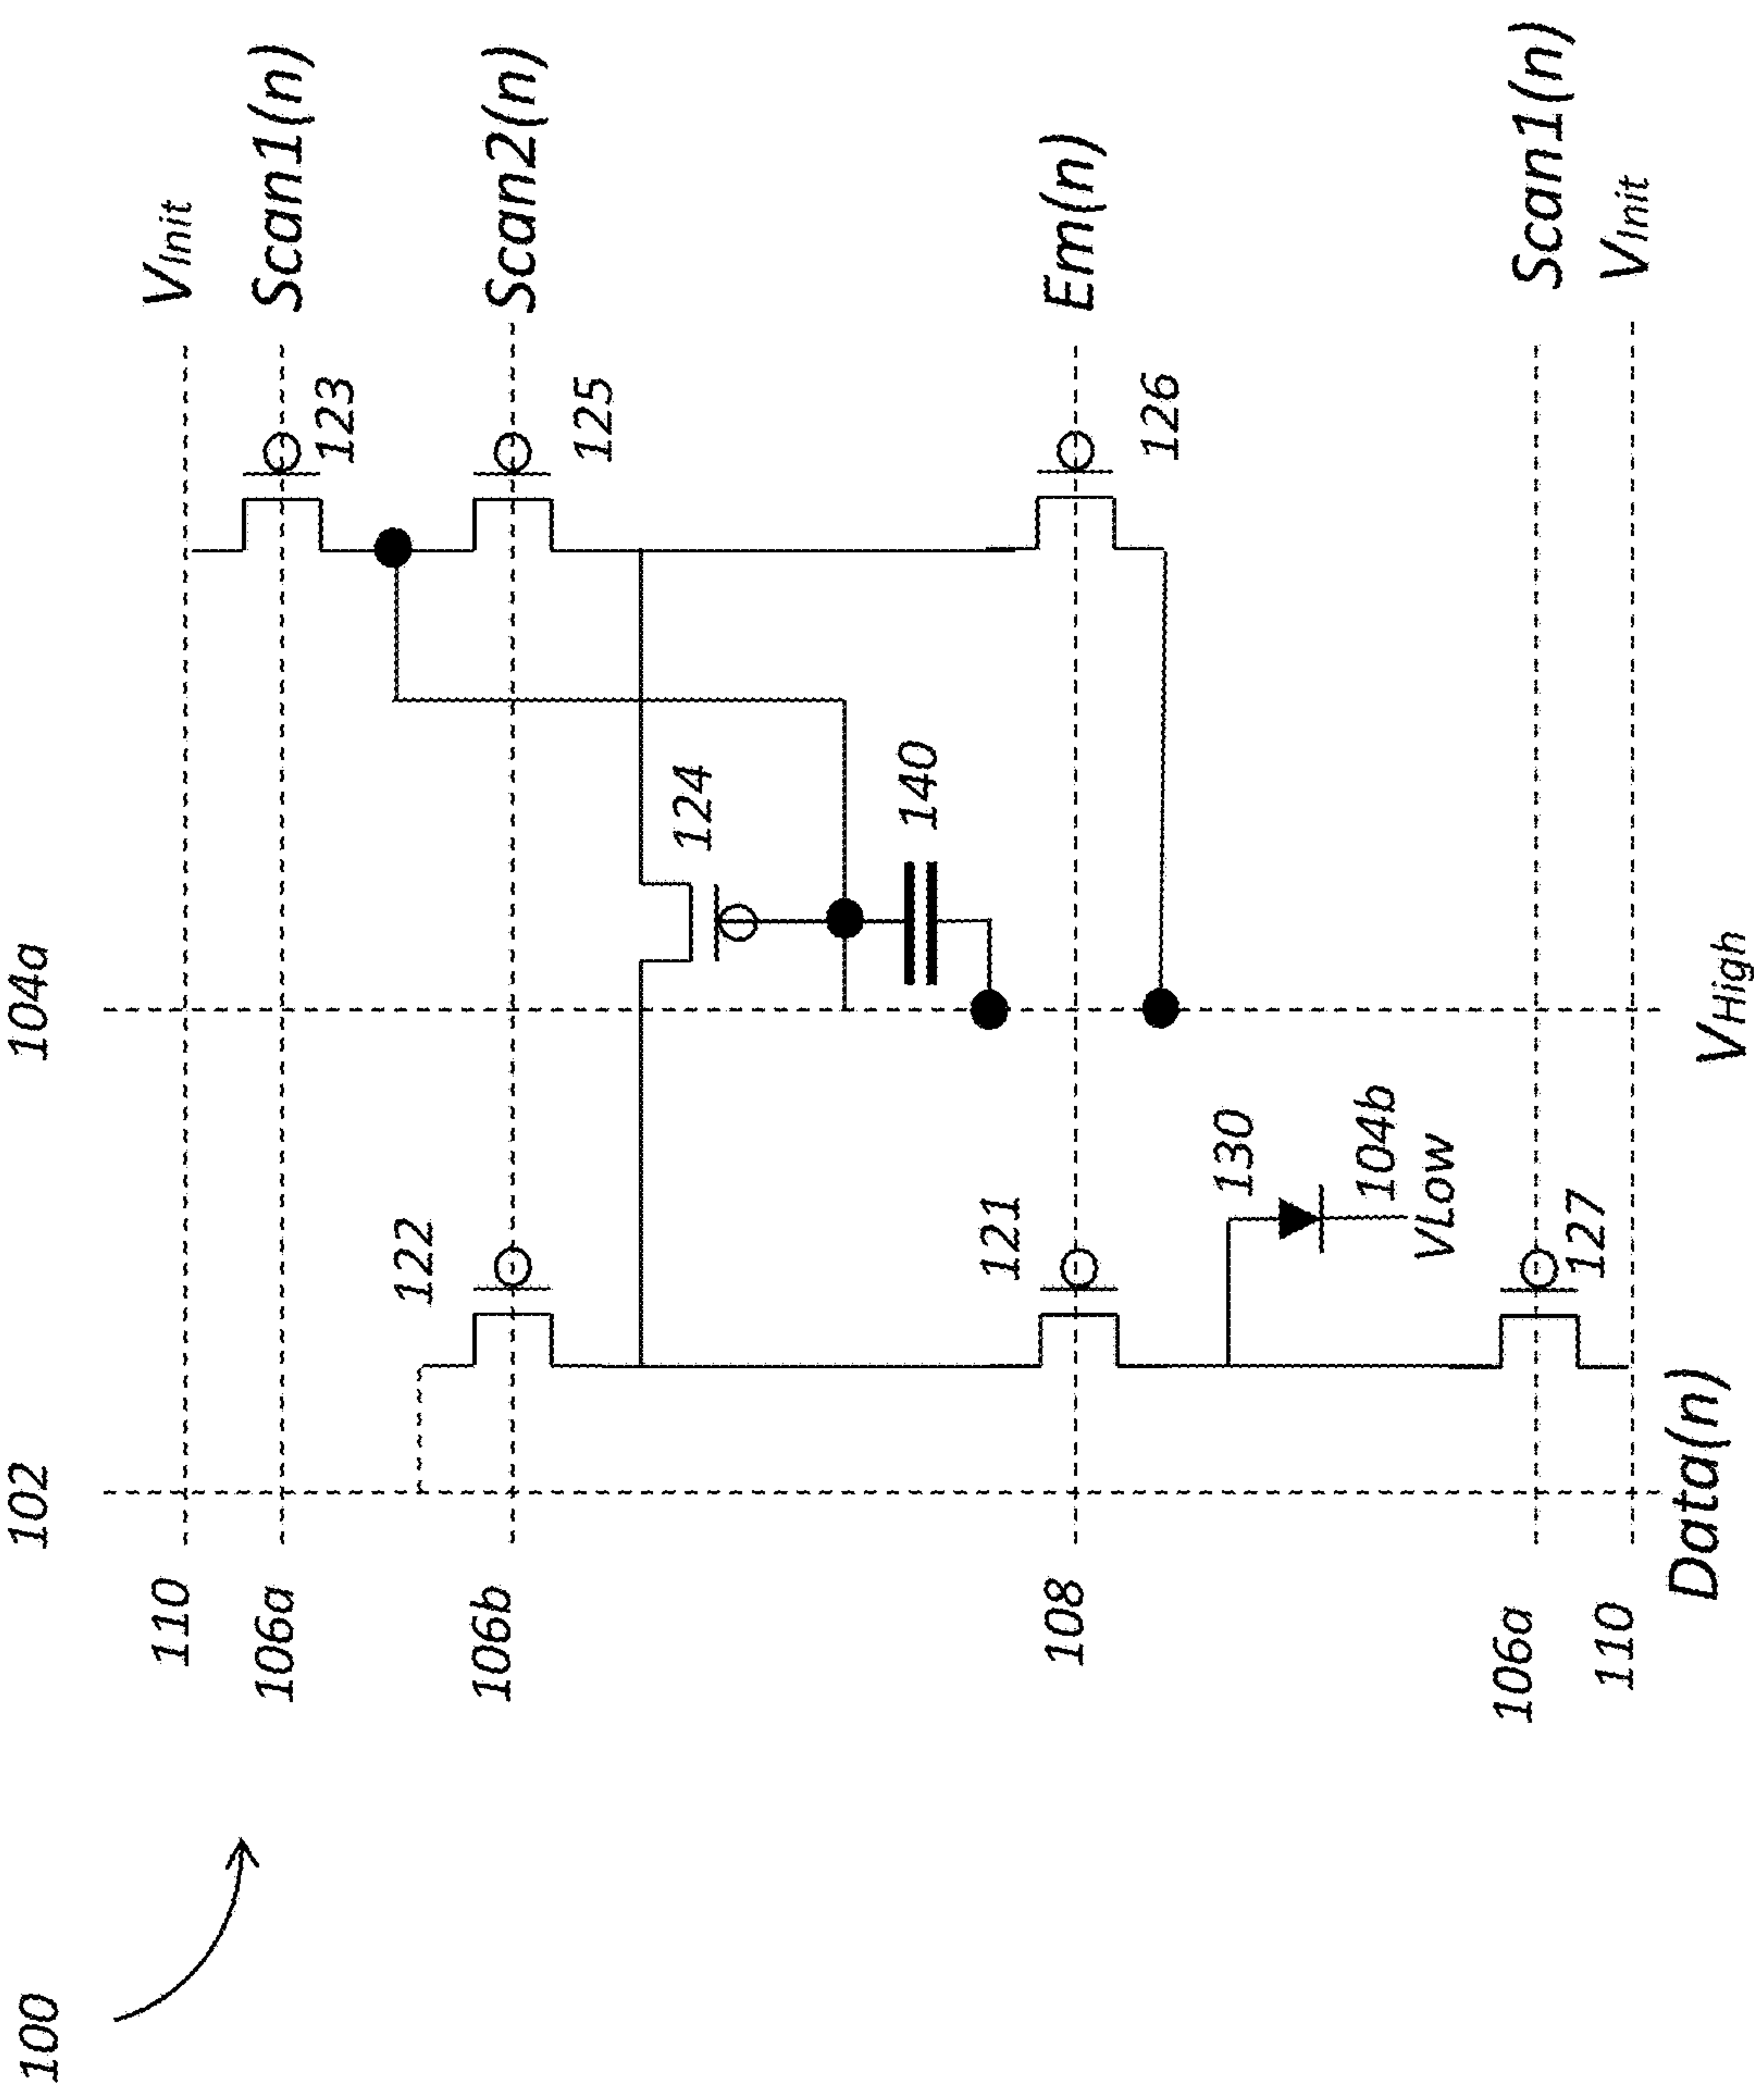 100
102
104a
110
V_Init
106a
Scan1(n)
123
106b
Scan2(n)
125
122
124
140
108
Em(n)
126
121
130
104b
VLow
106a
Scan1(n)
127
110
V_Init
Data(n)
V_High